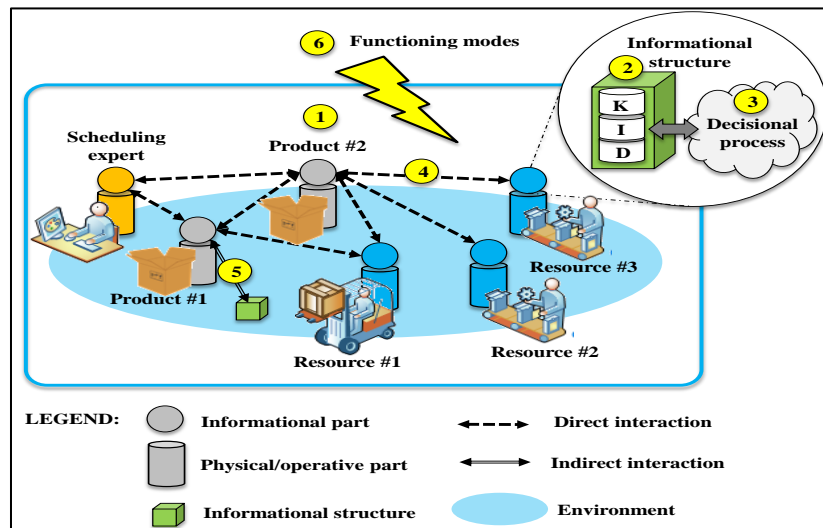 6 Functioning modes
Informational
2 structure
K
I
D
3
Decisional
process
1
Product #2
Scheduling
expert
4
5
Product #1
Resource #3
Resource #1
Resource #2
LEGEND:
Informational part
Direct interaction
Physical/operative part
Indirect interaction
Informational structure
Environment